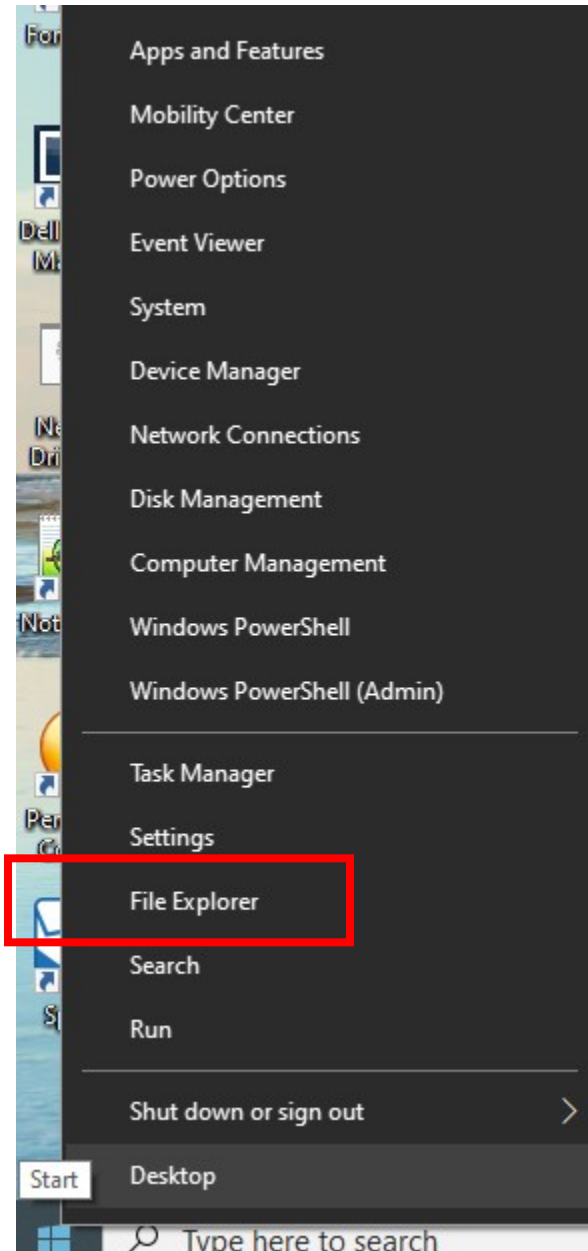 For
Apps and Features
Mobility Center
Power Options
Dell
Event Viewer
System
Device Manager
Network Connections
Disk Management
Computer Management
Windows PowerShell
Windows PowerShell (Admin)
Task Manager
Settings
File Explorer
Search
Run
Shut down or sign out
Start
Desktop
Type here to search